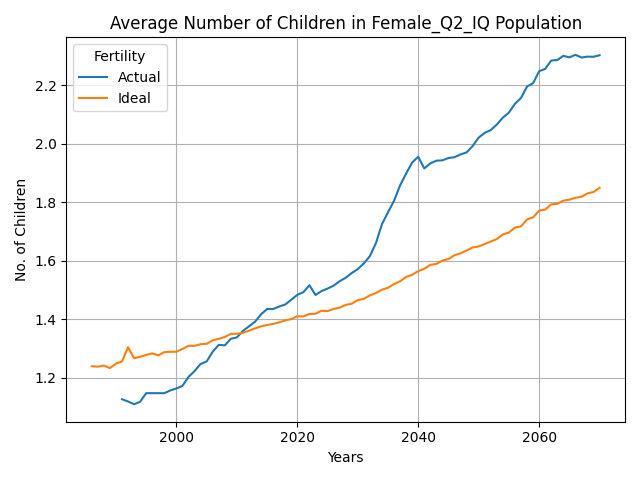 Average Number of Children in Female_Q2_IQ Population
Fertility
Actual
Ideal
No. of Children
2.2
2.0
1.8
1.6
1.4
1.2
2000
2020
2040
2060
Years